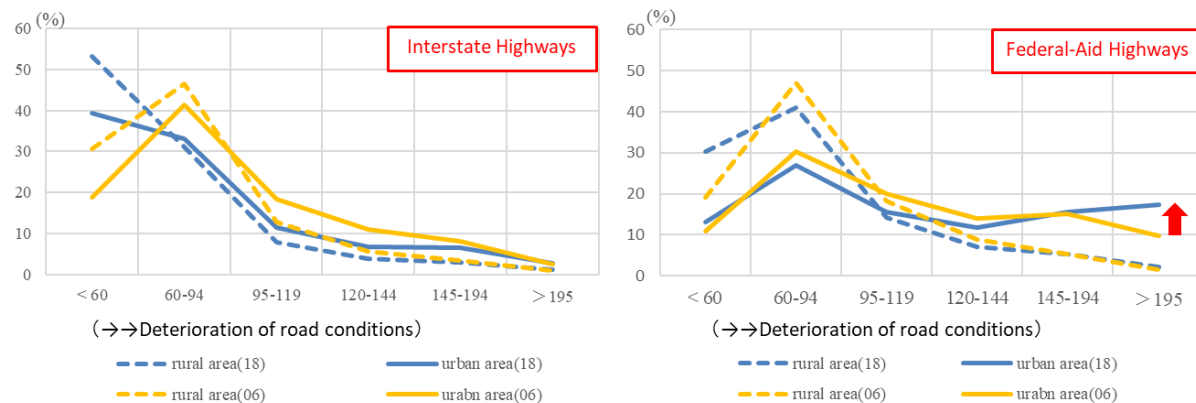 (%)
60
50
40
30
20
10
0
Interstate Highways
＜60
60-94
95-119
120-144
145-194
＞195
(→→Deterioration of road conditions)
rural area(18)
urban area(18)
rural area(06)
urabn area(06)
(%)
60
50
40
30
20
10
0
Federal-Aid Highways
＜60
60-94
95-119
120-144
145-194
＞195
(→→Deterioration of road conditions)
rural area(18)
urban area(18)
rural area(06)
urabn area(06)